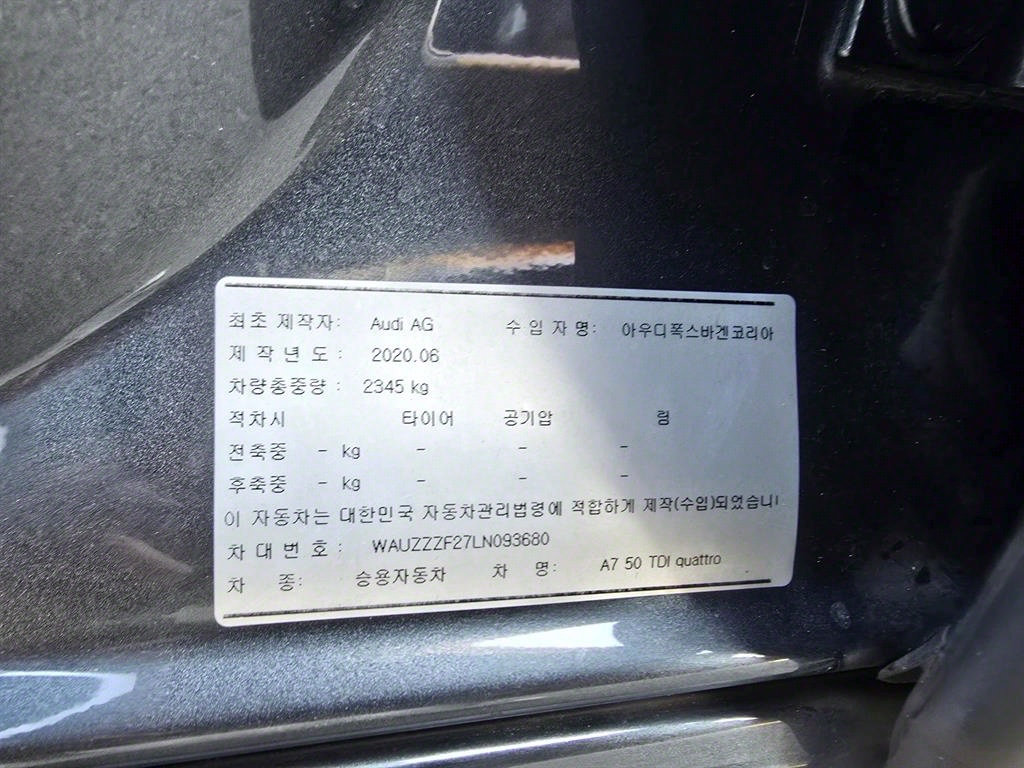 최초 제작자: Audi AG 수 입 자 명: 아우디폭스바겐코리아
제 작 년 도 : 2020.06
차량총중량 : 2345 kg
적차시 타이어 공기압 림
전축중 - kg - - -
후축중 - kg - - -
이 자동차는 대한민국 자동차관리법령에 적합하게 제작(수입)되었습니
차 대 번 호 : WAUZZZF27LN093680
차 종: 승용자동차 차 명: A7 50 TDI quattro